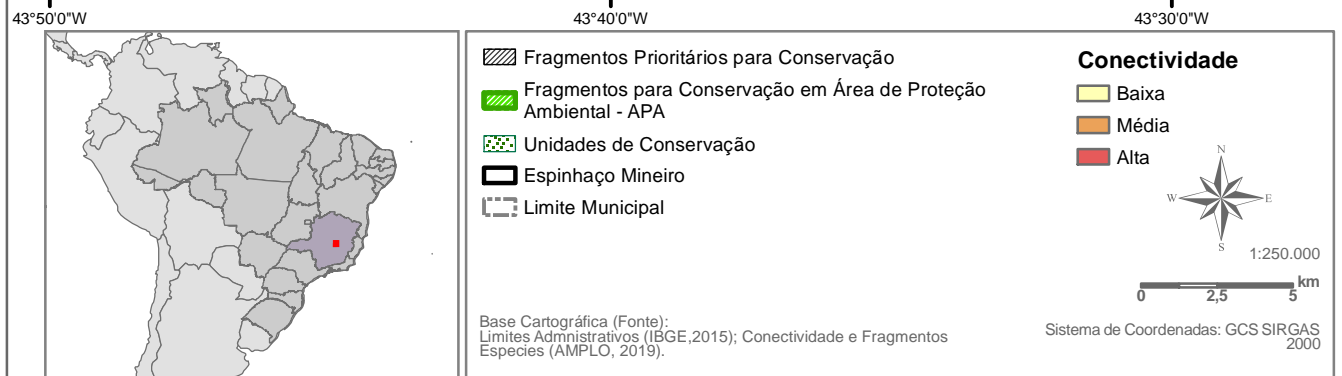 43°50'0"W
43°40'0"W
43°30'0"W
Fragmentos Prioritários para Conservação
Fragmentos para Conservação em Área de Proteção
Ambiental - APA
Unidades de Conservação
Espinhaço Mineiro
Limite Municipal
Conectividade
Baixa
Média
Alta
N
W
E
S
1:250.000
km
0
2,5
5
Base Cartográfica (Fonte):
Limites Admnistrativos (IBGE,2015); Conectividade e Fragmentos
Especies (AMPLO, 2019).
Sistema de Coordenadas: GCS SIRGAS
2000